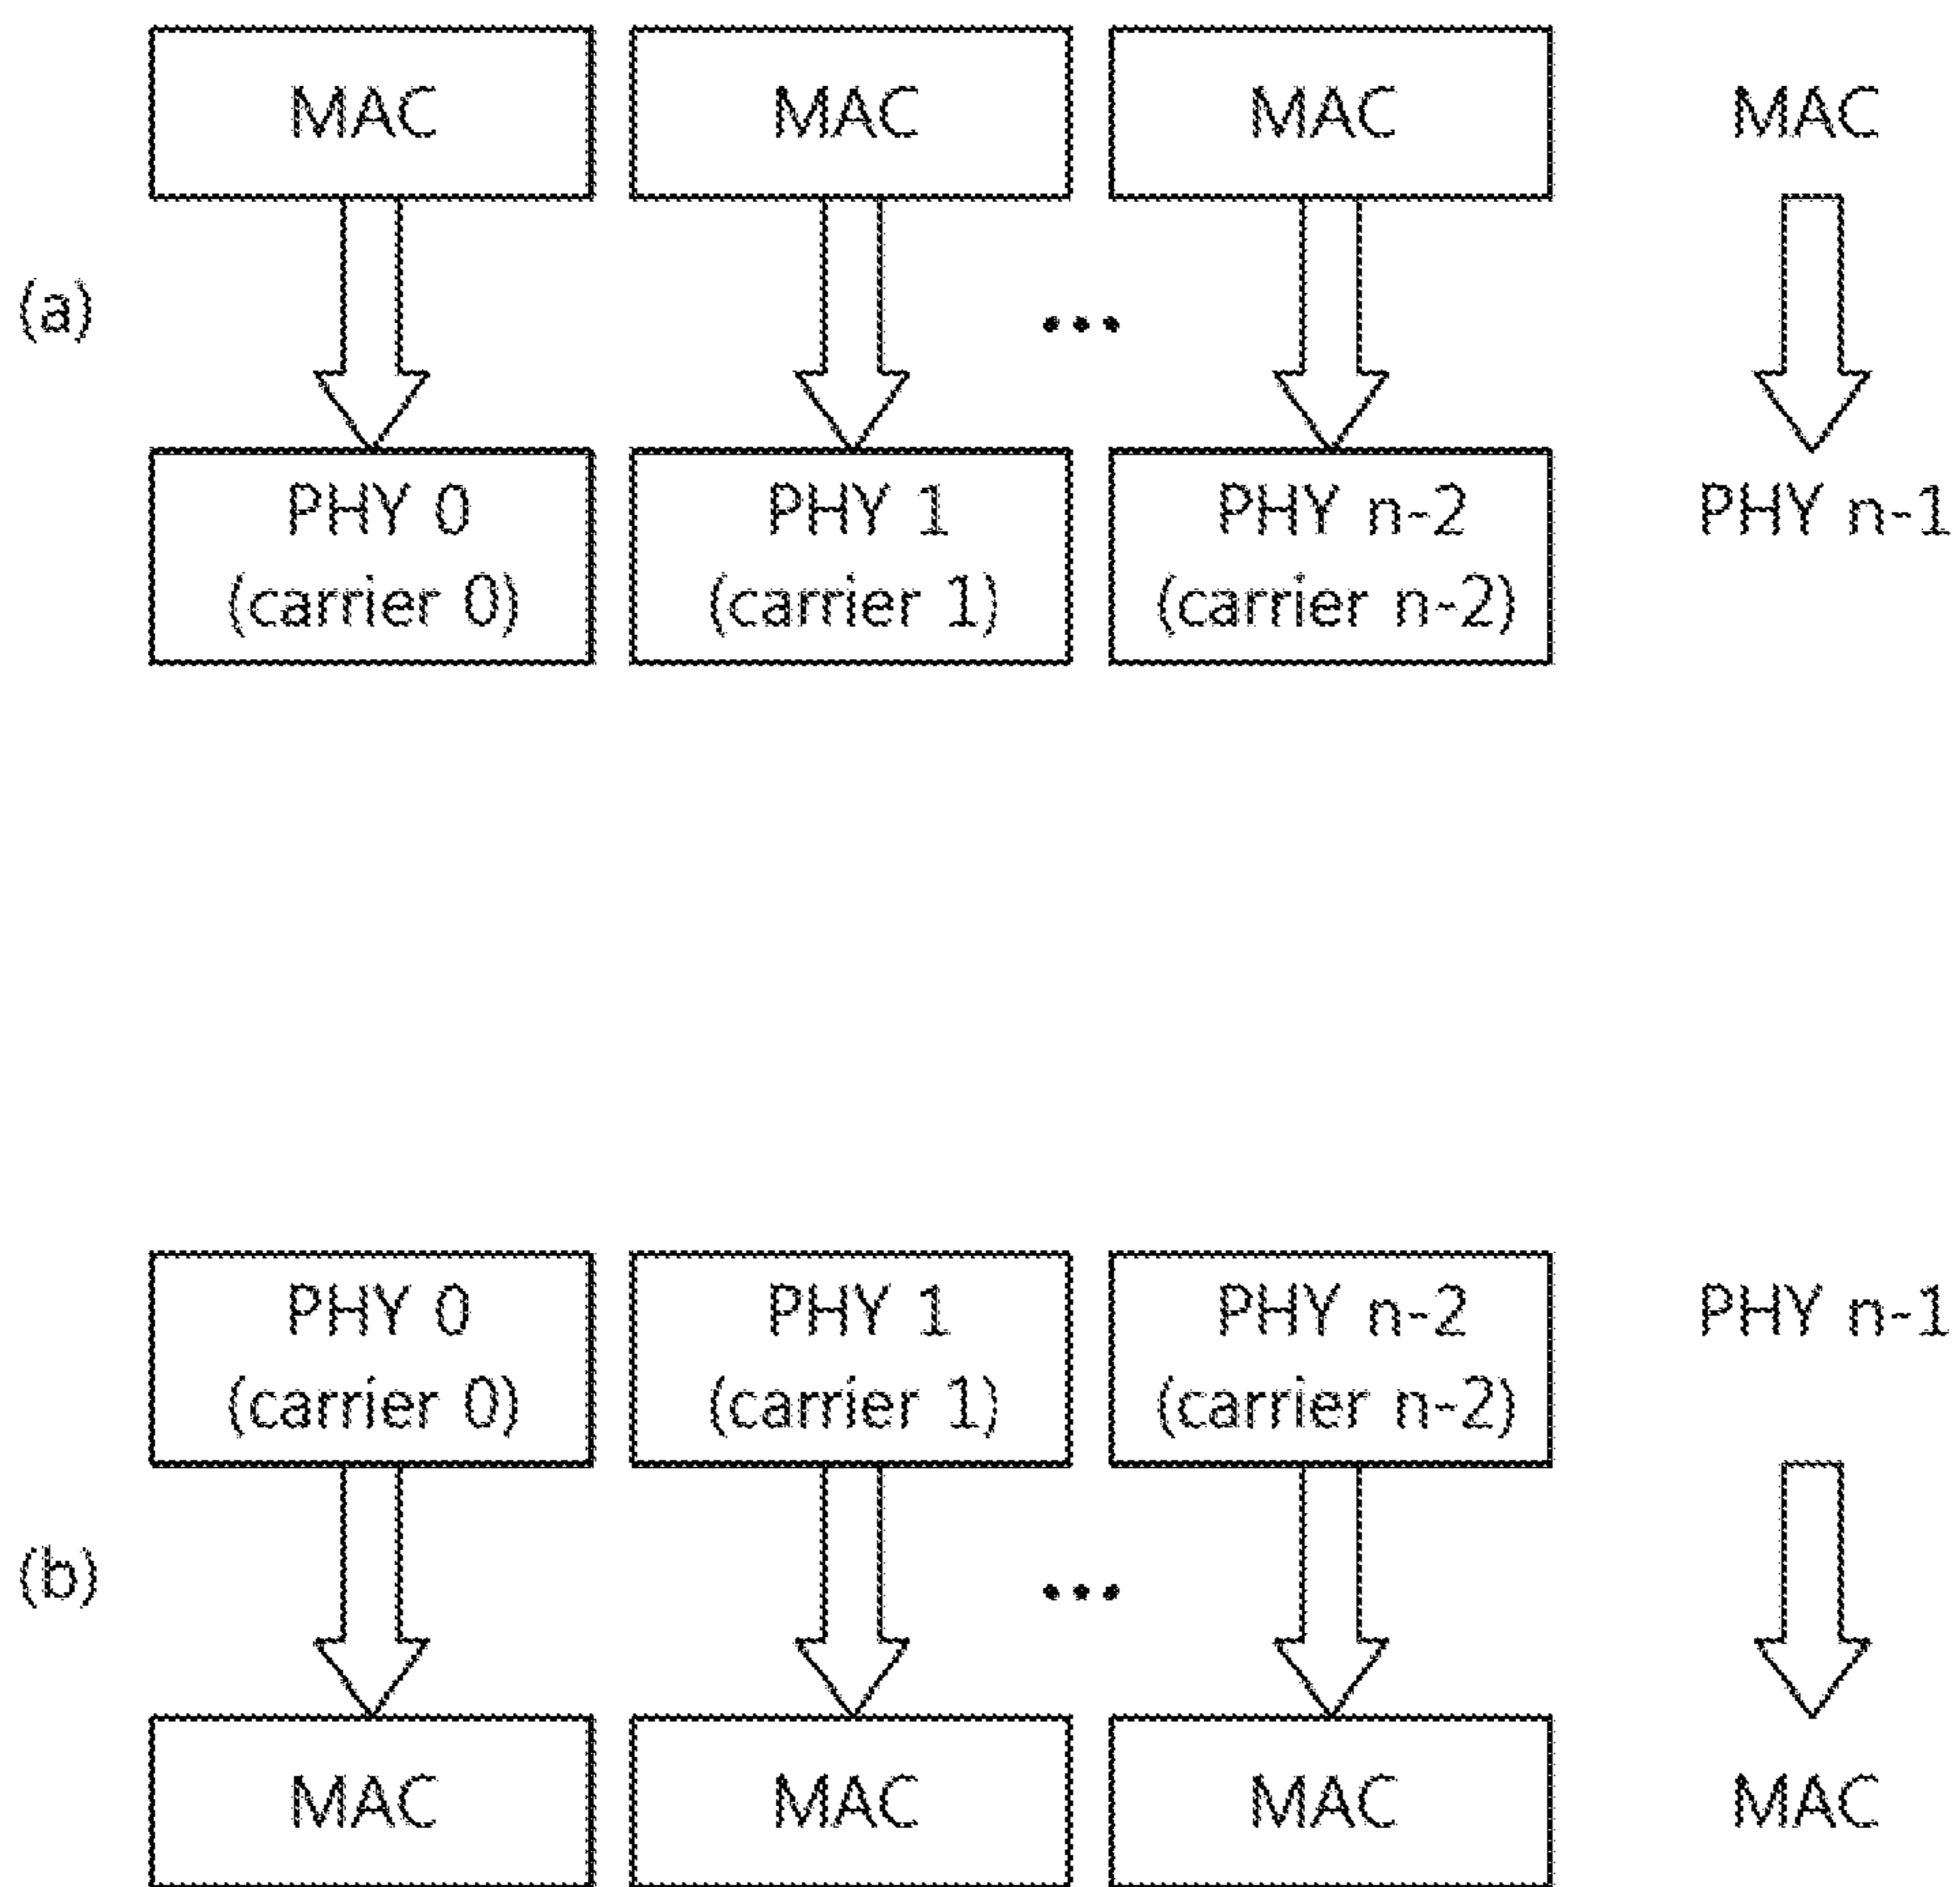 MAC MAC MAC MAC
(a)
...
PHY 0 PHY 1 PHY n-2 PHY n-1
(carrier 0) (carrier 1) (carrier n-2)
PHY 0 PHY 1 PHY n-2 PHY n-1
(carrier 0) (carrier 1) (carrier n-2)
(b)
...
MAC MAC MAC MAC